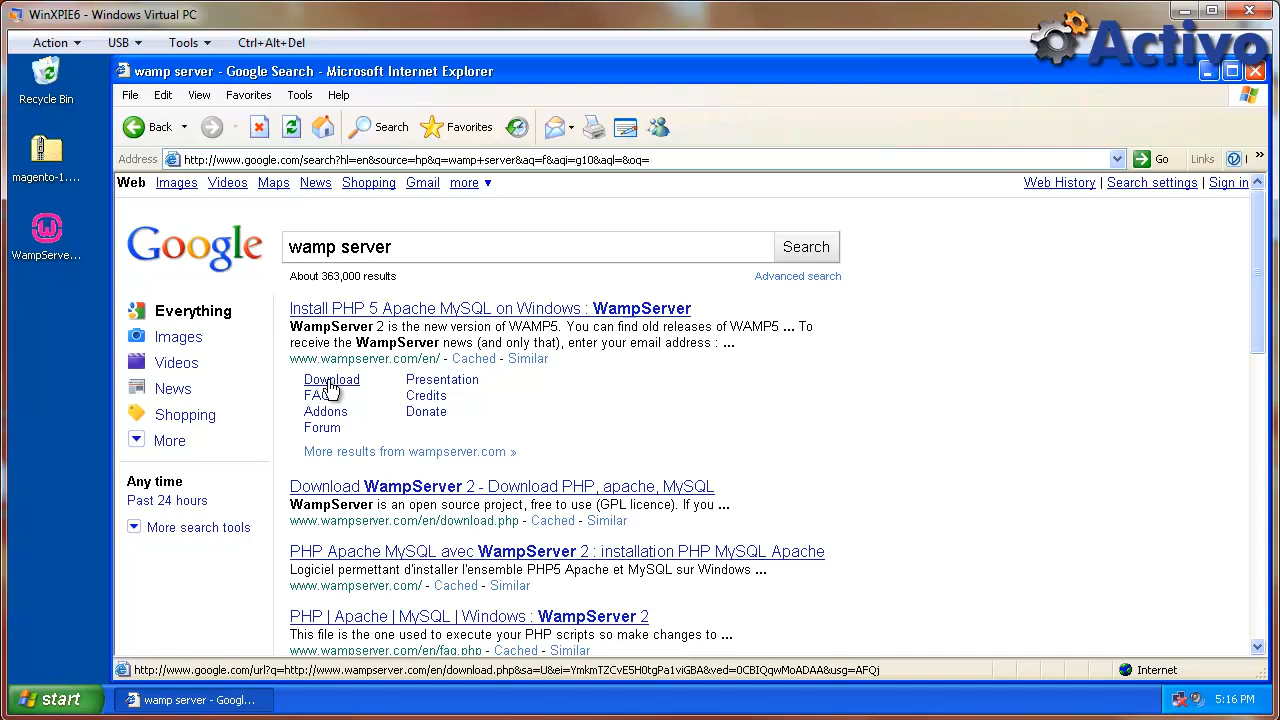 WinXPIE6 - Windows Virtual PC
Action USB Tools Ctrl+Alt+Del
Activo
Recycle Bin
magento-1....
WampServe...
wamp server - Google Search - Microsoft Internet Explorer
File Edit View Favorites Tools Help
Back Search Favorites
Address http://www.google.com/search?hl=en&source=hp&q=wamp+server&aq=f&aqi=g10&aql=&oq= Go Links »
Web Images Videos Maps News Shopping Gmail more ▼ Web History | Search settings | Sign in
Google wamp server Search
About 363,000 results Advanced search
Everything
Images
Videos
News
Shopping
More
Any time
Past 24 hours
More search tools
Install PHP 5 Apache MySQL on Windows : WampServer
WampServer 2 is the new version of WAMP5. You can find old releases of WAMP5 ... To
receive the WampServer news (and only that), enter your email address : ...
www.wampserver.com/en/ - Cached - Similar
Download Presentation
FAQ Credits
Addons Donate
Forum
More results from wampserver.com »
Download WampServer 2 - Download PHP, apache, MySQL
WampServer is an open source project, free to use (GPL licence). If you ...
www.wampserver.com/en/download.php - Cached - Similar
PHP Apache MySQL avec WampServer 2 : installation PHP MySQL Apache
Logiciel permettant d'installer l'ensemble PHP5 Apache et MySQL sur Windows ...
www.wampserver.com/ - Cached - Similar
PHP | Apache | MySQL | Windows : WampServer 2
This file is the one used to execute your PHP scripts so make changes to ...
www.wampserver.com/en/faq.php - Cached - Similar
http://www.google.com/url?q=http://www.wampserver.com/en/download.php&sa=U&ei=YmkmTZCvE5H0tgPa1viGBA&ved=0CBIQqwMoADAA&usg=AFQj Internet
start wamp server - Googl... 5:16 PM